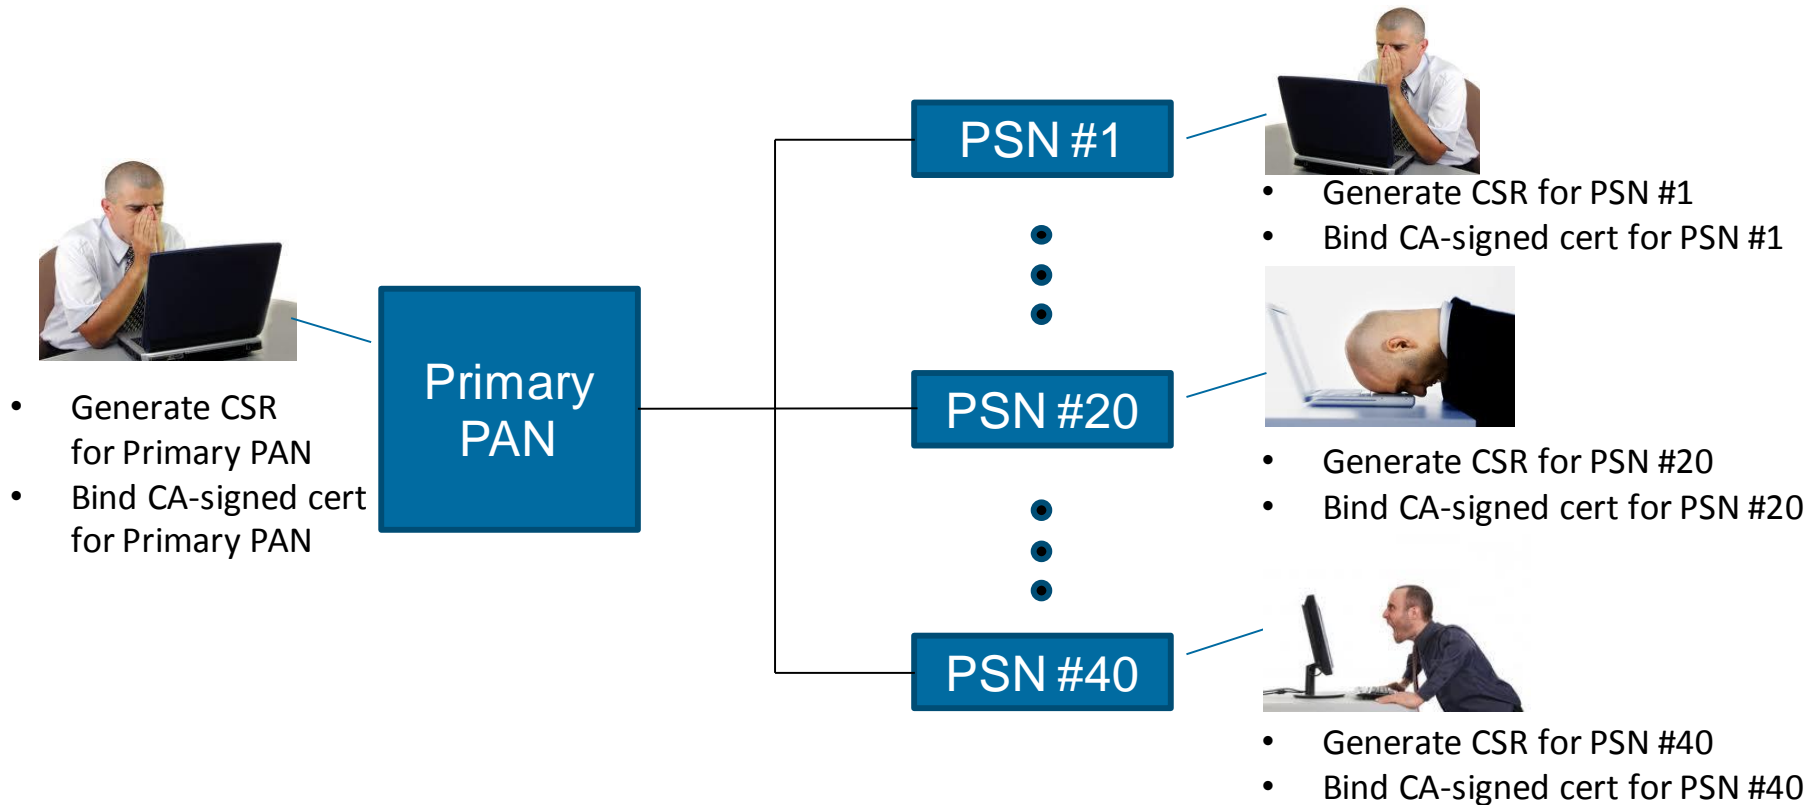 PSN #1
• Generate CSR for PSN #1
• Bind CA-signed cert for PSN #1
Primary
PAN
• Generate CSR
for Primary PAN
• Bind CA-signed cert
for Primary PAN
PSN #20
• Generate CSR for PSN #20
• Bind CA-signed cert for PSN #20
PSN #40
• Generate CSR for PSN #40
• Bind CA-signed cert for PSN #40